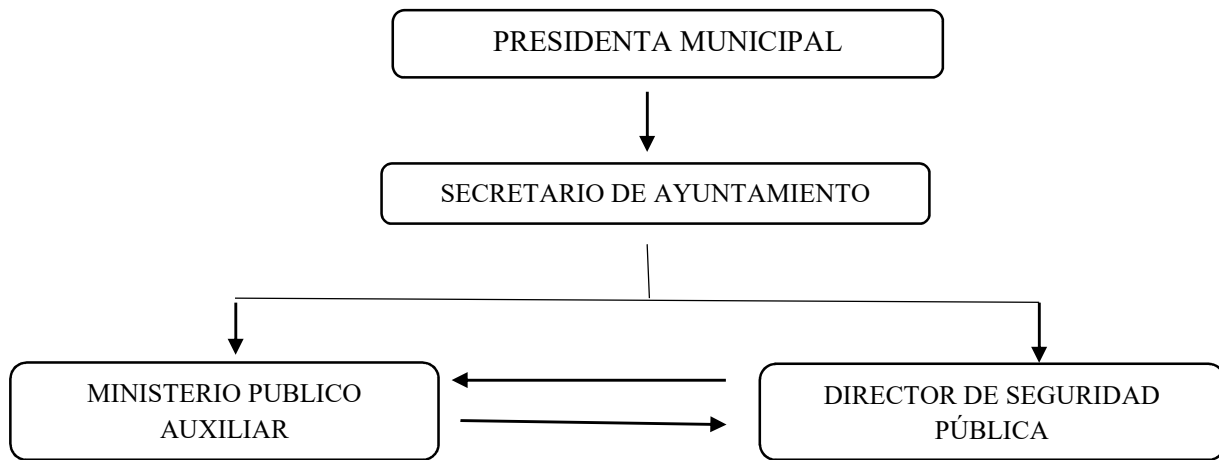 PRESIDENTA MUNICIPAL
SECRETARIO DE AYUNTAMIENTO
MINISTERIO PUBLICO
AUXILIAR
DIRECTOR DE SEGURIDAD
PÚBLICA